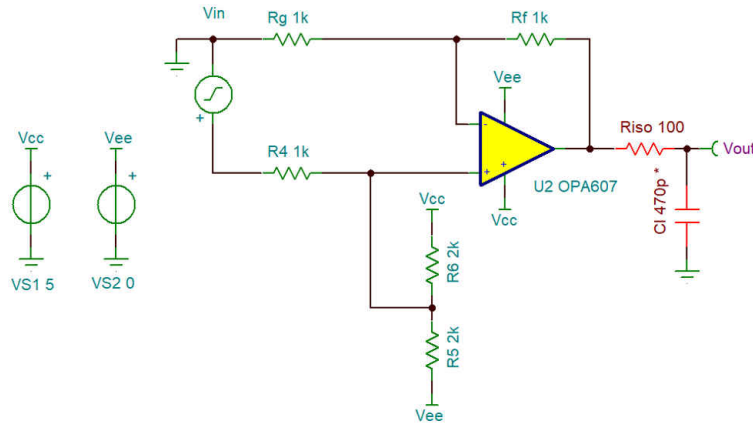 Vin
Rg 1k
Rf 1k
Vee
Vcc
Vee
+
+
+
R4 1k
-
+
+
Riso 100
Vout
U2 OPA607
Vcc
Vcc
Cl 470p *
R6 2k
VS1 5
VS2 0
R5 2k
Vee